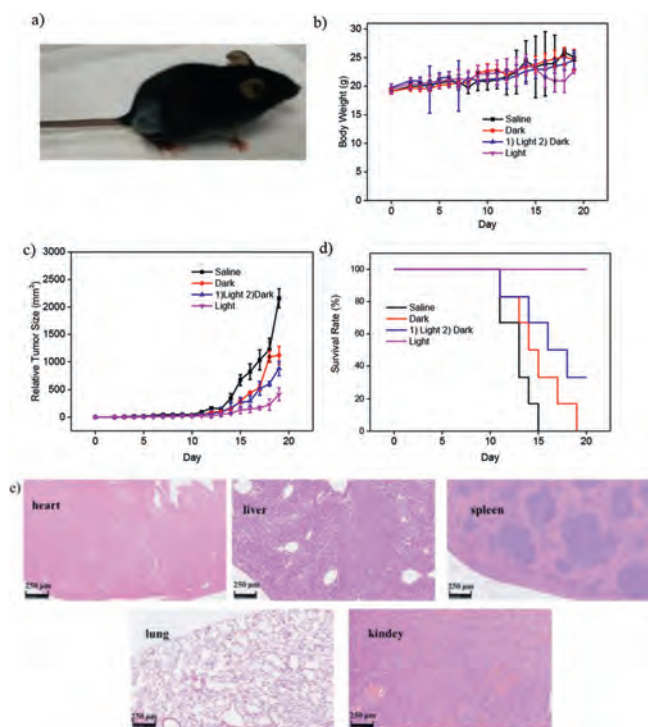 a)
b)
Body Weight (g)
30
25
20
15
10
5
0
Saline
Dark
1) Light 2) Dark
Light
0 5 10 15 20
Day
c)
Relative Tumor Size (mm³)
3000
2500
2000
1500
1000
500
0
Saline
Dark
1)Light 2)Dark
Light
0 5 10 15 20
Day
d)
Survival Rate (%)
100
80
60
40
20
0
Saline
Dark
1) Light 2) Dark
Light
0 5 10 15 20
Day
e)
heart
250 μm
liver
250 μm
spleen
250 μm
lung
250 μm
kindey
250 μm